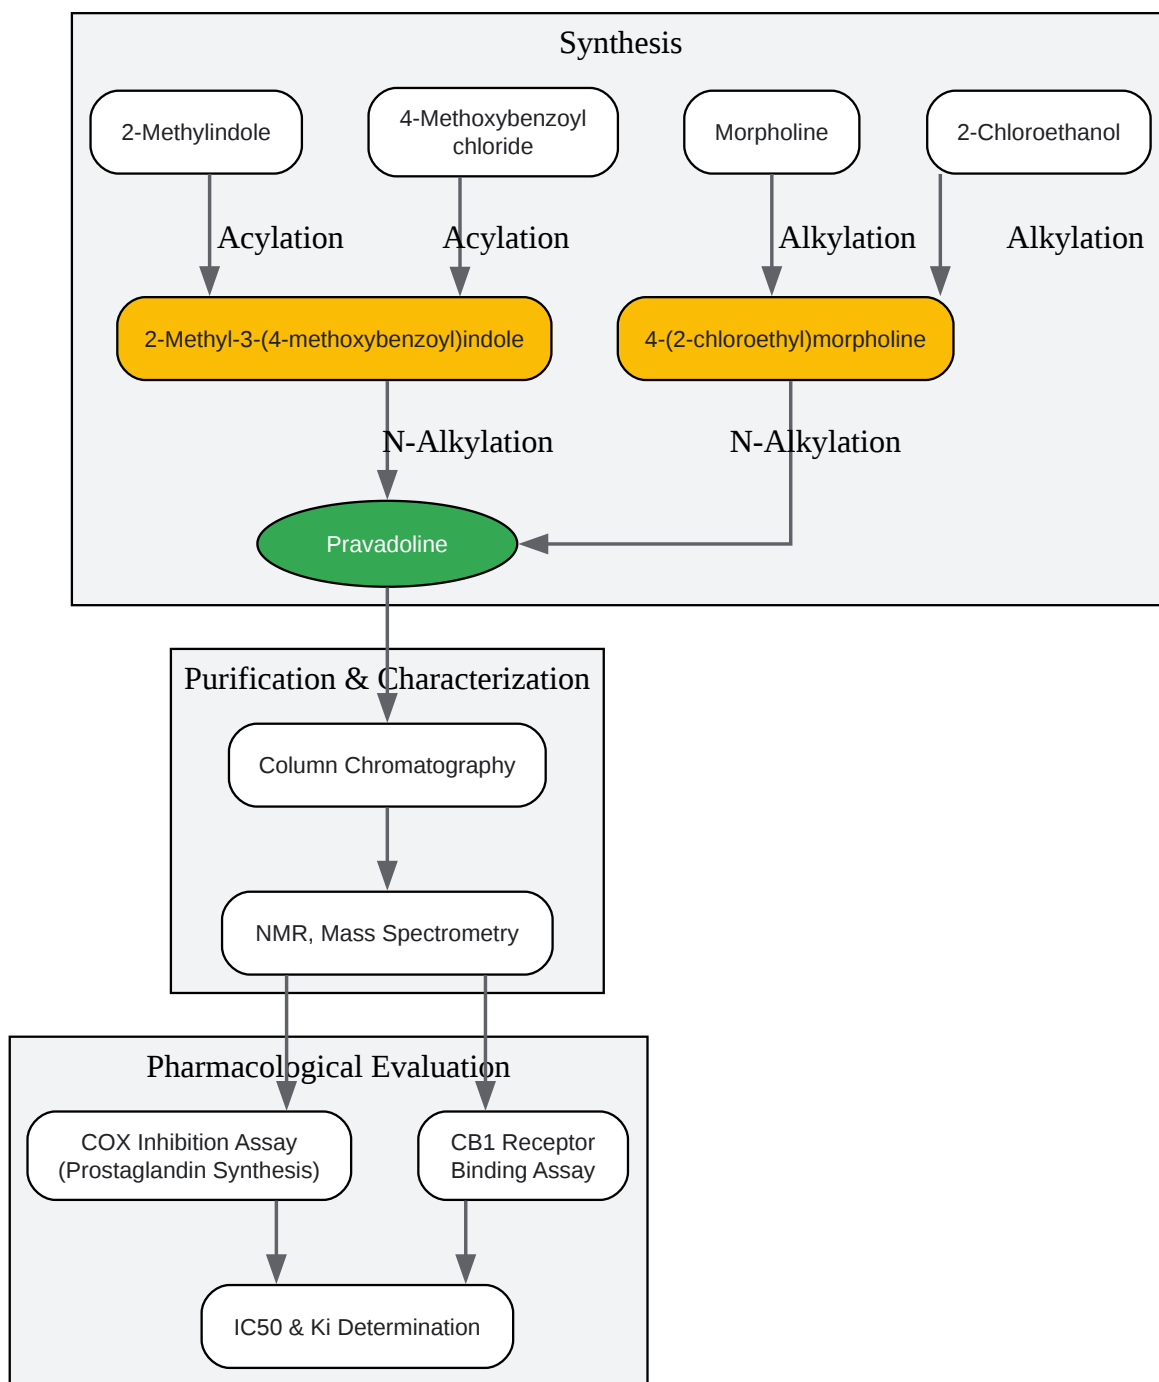 Synthesis
2-Methylindole
4-Methoxybenzoyl
chloride
Morpholine
2-Chloroethanol
Acylation
Acylation
Alkylation
Alkylation
2-Methyl-3-(4-methoxybenzoyl)indole
4-(2-chloroethyl)morpholine
N-Alkylation
N-Alkylation
Pravadoline
Purification & Characterization
Column Chromatography
NMR, Mass Spectrometry
Pharmacological Evaluation
COX Inhibition Assay
(Prostaglandin Synthesis)
CB1 Receptor
Binding Assay
IC50 & Ki Determination